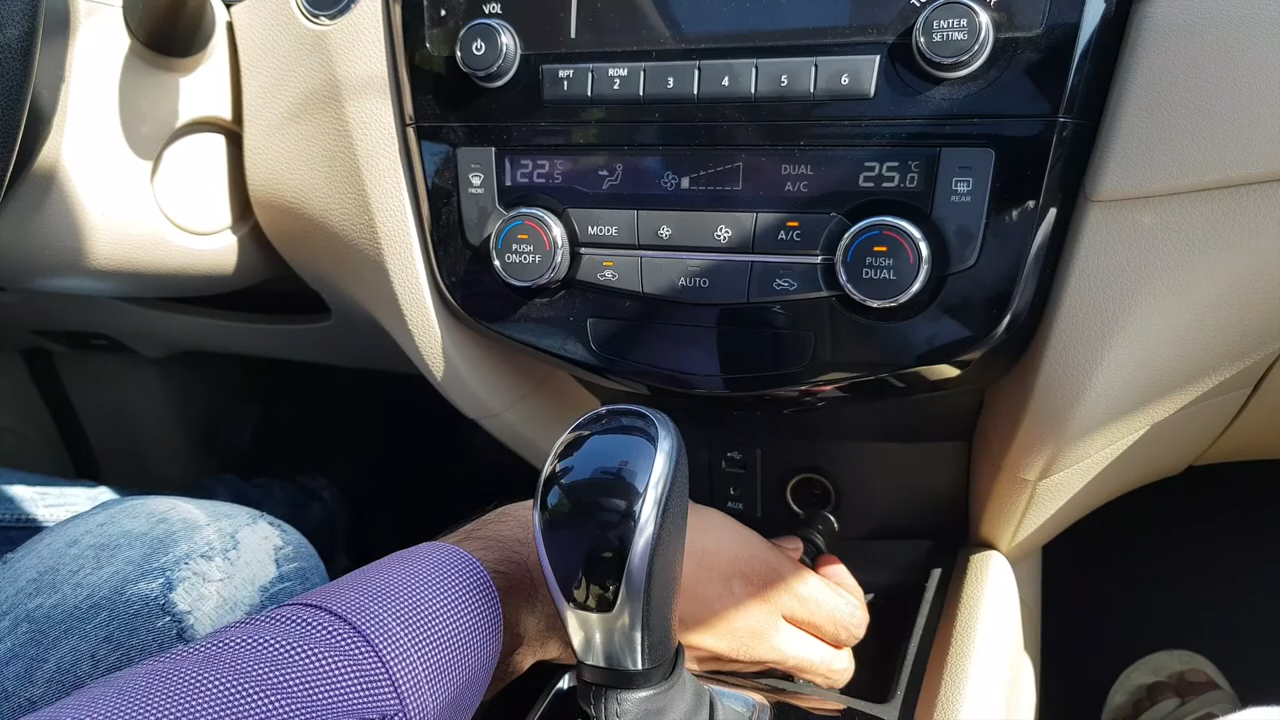 VOL
ENTER
SETTING
RPT
1
RDM
2
3
4
5
6
FRONT
22.5°C
DUAL
A/C
25.0°C
REAR
PUSH
ON·OFF
MODE
A/C
PUSH
DUAL
AUTO
AUX